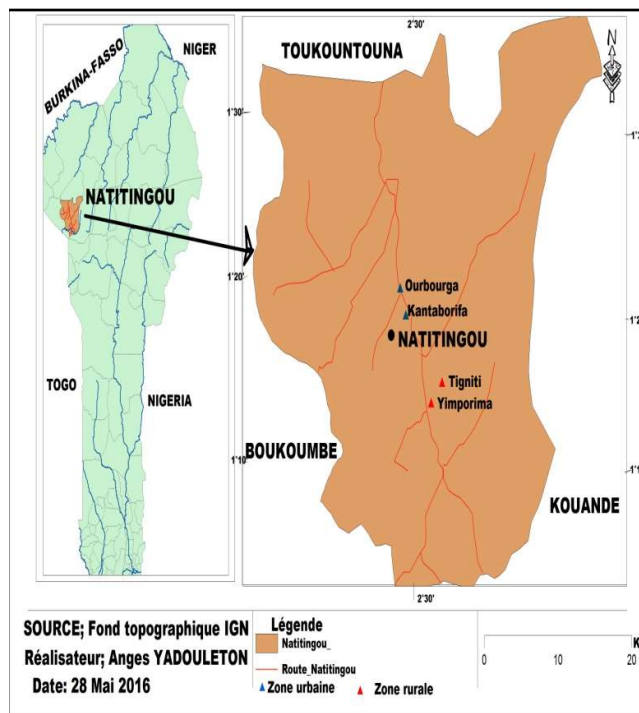 2˚30'
BURKINA-FASSO
NIGER
TOUKOUNTOUNA
N
1˚30'
NATITINGOU
Ourbourga
1˚20'
Kantaborifa
NATITINGOU
TOGO
NIGERIA
Tigniti
Yimporima
BOUKOUMBE
1˚10'
KOUANDE
2˚30'
SOURCE; Fond topographique IGN
Réalisateur; Anges YADOULETON
Date: 28 Mai 2016
Légende
Natitingou_
Route_Natitingou
Zone urbaine
Zone rurale
0 10 20